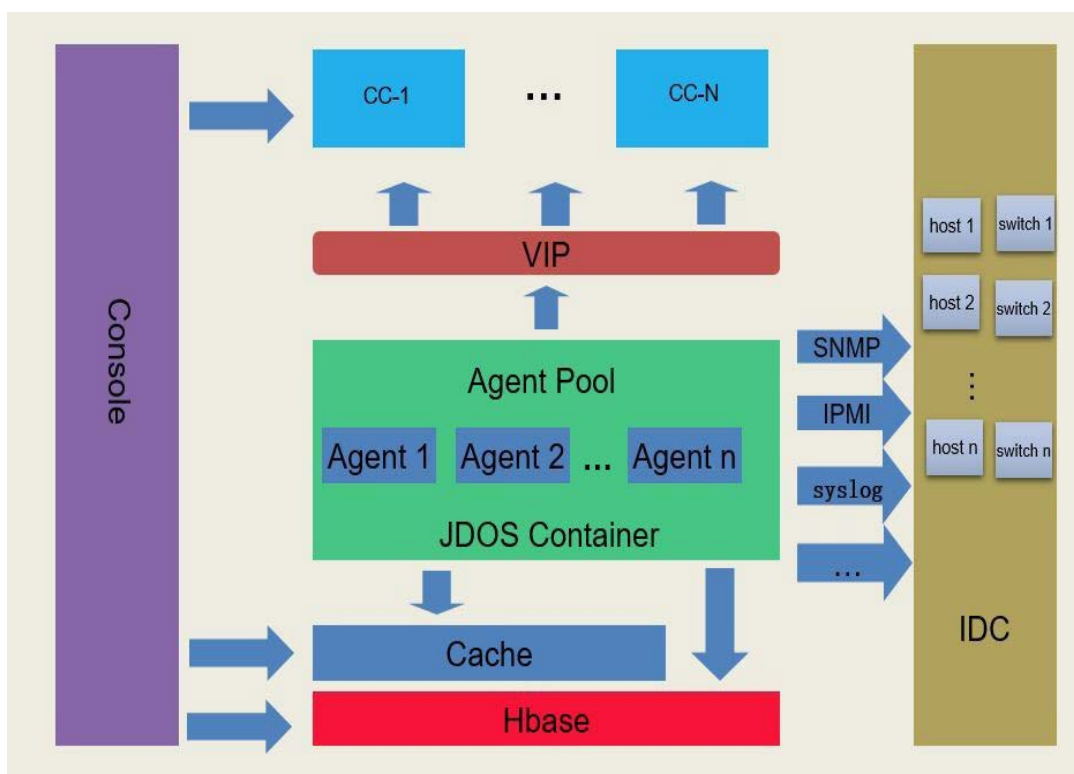 Console
CC-1
...
CC-N
VIP
Agent Pool
Agent 1
Agent 2
...
Agent n
JDOS Container
Cache
Hbase
SNMP
IPMI
syslog
...
host 1
switch 1
host 2
switch 2
⋮
host n
switch n
IDC